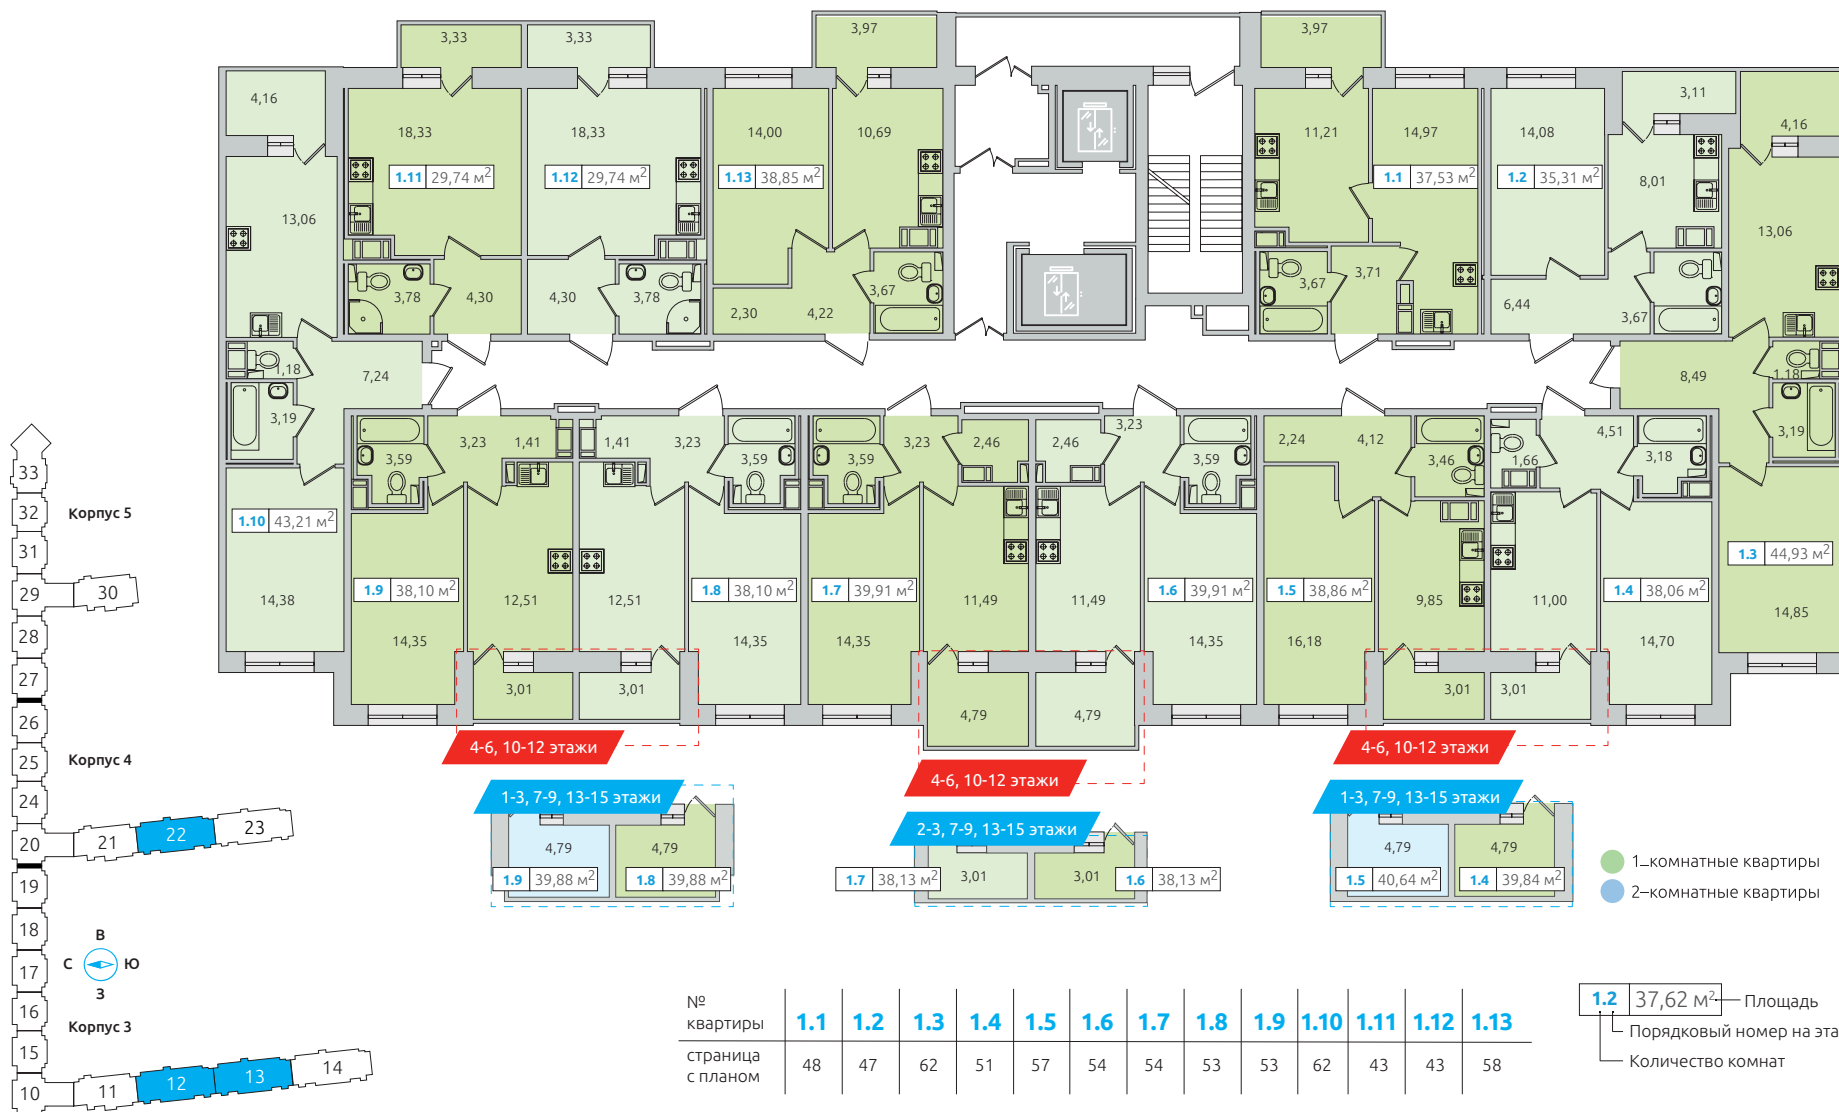 3,33
3,33
3,97
3,97
4,16
18,33
18,33
14,00
10,69
11,21
14,97
14,08
3,11
4,16
1.11 29,74 м²
1.12 29,74 м²
1.13 38,85 м²
1.1 37,53 м²
1.2 35,31 м²
8,01
13,06
13,06
3,78
4,30
4,30
3,78
2,30
4,22
3,67
3,67
3,71
6,44
3,67
1,18
7,24
8,49
1,18
3,19
3,23
1,41
1,41
3,23
3,23
2,46
2,46
3,23
2,24
4,12
4,51
3,19
3,59
3,59
3,59
3,59
3,46
1,66
3,18
1.10 43,21 м²
1.3 44,93 м²
1.9 38,10 м²
1.8 38,10 м²
1.7 39,91 м²
1.6 39,91 м²
1.5 38,86 м²
1.4 38,06 м²
14,38
12,51
12,51
11,49
11,49
9,85
11,00
14,85
14,35
14,35
14,35
14,35
16,18
14,70
3,01
3,01
4,79
4,79
3,01
3,01
4-6, 10-12 этажи
4-6, 10-12 этажи
4-6, 10-12 этажи
1-3, 7-9, 13-15 этажи
2-3, 7-9, 13-15 этажи
1-3, 7-9, 13-15 этажи
4,79
4,79
1.9 39,88 м²
1.8 39,88 м²
3,01
3,01
1.7 38,13 м²
1.6 38,13 м²
4,79
4,79
1.5 40,64 м²
1.4 39,84 м²
1–комнатные квартиры
2–комнатные квартиры
33
32
Корпус 5
31
29
30
28
27
26
25
Корпус 4
24
20
21
22
23
19
18
17
16
Корпус 3
15
10
11
12
13
14
В
С
Ю
З
№
квартиры 1.1 1.2 1.3 1.4 1.5 1.6 1.7 1.8 1.9 1.10 1.11 1.12 1.13
страница
с планом 48 47 62 51 57 54 54 53 53 62 43 43 58
1.2 37,62 м² Площадь
Порядковый номер на эта
Количество комнат